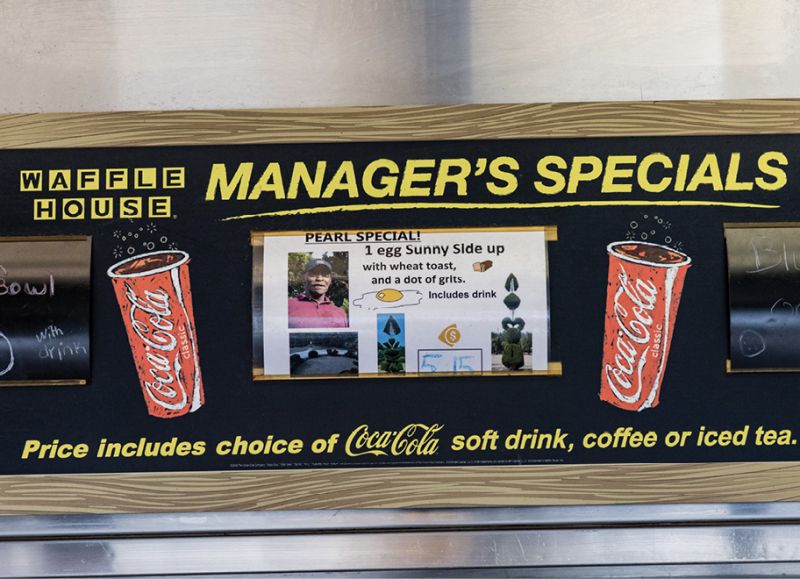 WAFFLE
HOUSE
MANAGER'S SPECIALS
Bowl
with
drink
Coca-Cola
classic
PEARL SPECIAL!
1 egg Sunny SIde up
with wheat toast,
and a dot of grits.
Includes drink
$
5.15
Coca-Cola
classic
Price includes choice of Coca-Cola soft drink, coffee or iced tea.